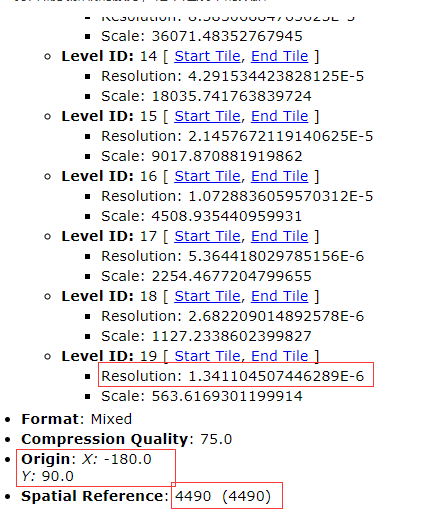 Scale: 36071.48352767945
Level ID: 14 [ Start Tile, End Tile ]
Resolution: 4.291534423828125E-5
Scale: 18035.741763839724
Level ID: 15 [ Start Tile, End Tile ]
Resolution: 2.1457672119140625E-5
Scale: 9017.870881919862
Level ID: 16 [ Start Tile, End Tile ]
Resolution: 1.0728836059570312E-5
Scale: 4508.935440959931
Level ID: 17 [ Start Tile, End Tile ]
Resolution: 5.364418029785156E-6
Scale: 2254.4677204799655
Level ID: 18 [ Start Tile, End Tile ]
Resolution: 2.682209014892578E-6
Scale: 1127.2338602399827
Level ID: 19 [ Start Tile, End Tile ]
Resolution: 1.341104507446289E-6
Scale: 563.6169301199914
Format: Mixed
Compression Quality: 75.0
Origin: X: -180.0
Y: 90.0
Spatial Reference: 4490 (4490)